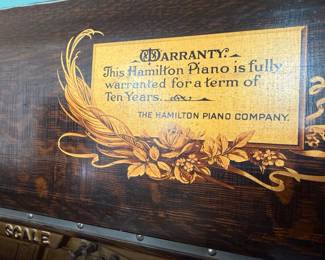 WARRANTY.
This Hamilton Piano is fully
warranted for a term of
Ten Years.
THE HAMILTON PIANO COMPANY.
SCALE